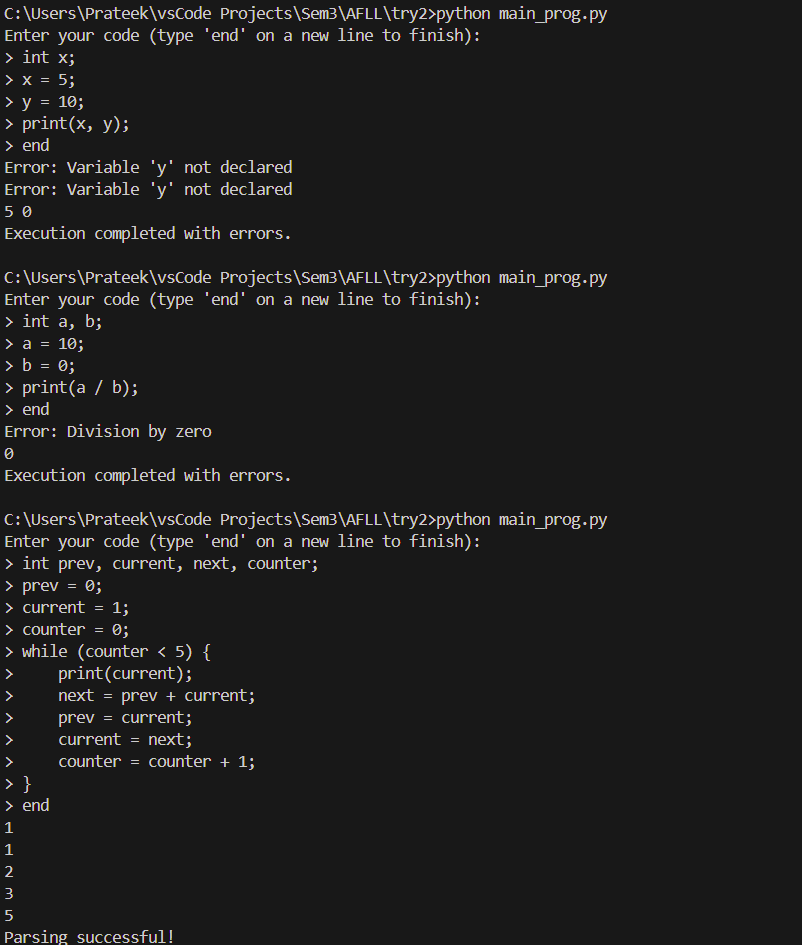 C:\Users\Prateek\vsCode Projects\Sem3\AFLL\try2>python main_prog.py
Enter your code (type 'end' on a new line to finish):
> int x;
> x = 5;
> y = 10;
> print(x, y);
> end
Error: Variable 'y' not declared
Error: Variable 'y' not declared
5 0
Execution completed with errors.

C:\Users\Prateek\vsCode Projects\Sem3\AFLL\try2>python main_prog.py
Enter your code (type 'end' on a new line to finish):
> int a, b;
> a = 10;
> b = 0;
> print(a / b);
> end
Error: Division by zero
0
Execution completed with errors.

C:\Users\Prateek\vsCode Projects\Sem3\AFLL\try2>python main_prog.py
Enter your code (type 'end' on a new line to finish):
> int prev, current, next, counter;
> prev = 0;
> current = 1;
> counter = 0;
> while (counter < 5) {
>     print(current);
>     next = prev + current;
>     prev = current;
>     current = next;
>     counter = counter + 1;
> }
> end
1
1
2
3
5
Parsing successful!